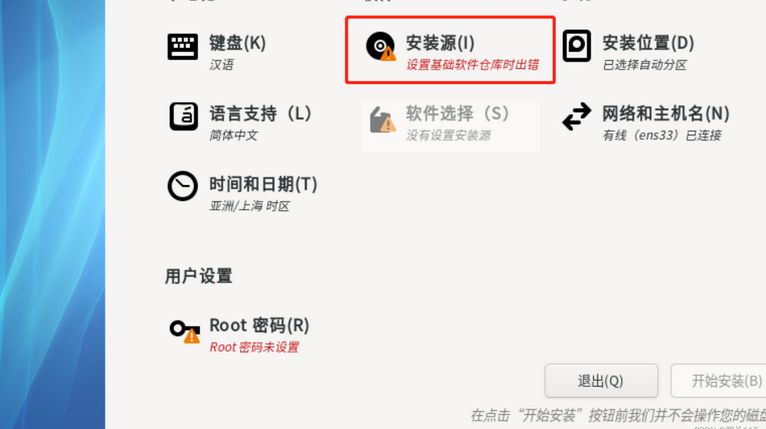 键盘(K)
汉语
安装源(I)
设置基础软件仓库时出错
安装位置(D)
已选择自动分区
语言支持（L）
简体中文
软件选择（S）
没有设置安装源
网络和主机名(N)
有线（ens33）已连接
时间和日期(T)
亚洲/上海 时区
用户设置
Root 密码(R)
Root 密码未设置
退出(Q)
开始安装(B)
在点击“开始安装”按钮前我们并不会操作您的磁盘